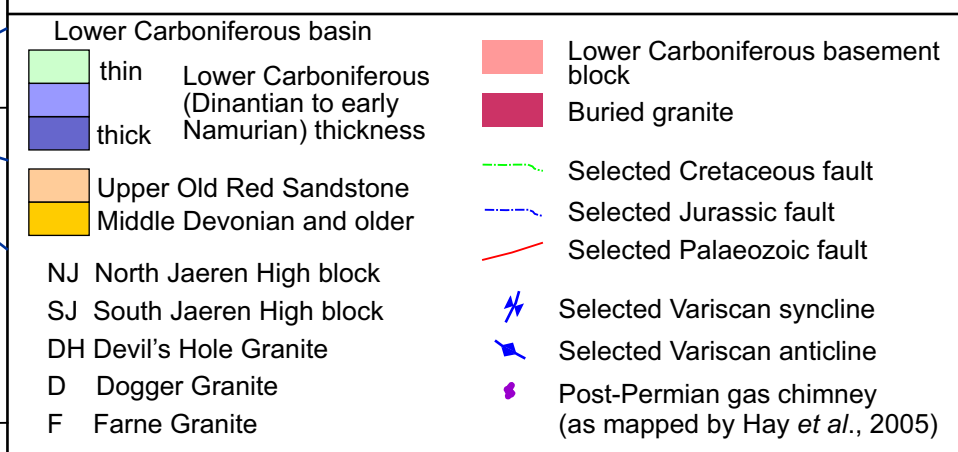 Lower Carboniferous basin
thin
thick
Lower Carboniferous
(Dinantian to early
Namurian) thickness
Upper Old Red Sandstone
Middle Devonian and older
NJ North Jaeren High block
SJ South Jaeren High block
DH Devil's Hole Granite
D Dogger Granite
F Farne Granite
Lower Carboniferous basement
block
Buried granite
Selected Cretaceous fault
Selected Jurassic fault
Selected Palaeozoic fault
Selected Variscan syncline
Selected Variscan anticline
Post-Permian gas chimney
(as mapped by Hay et al., 2005)